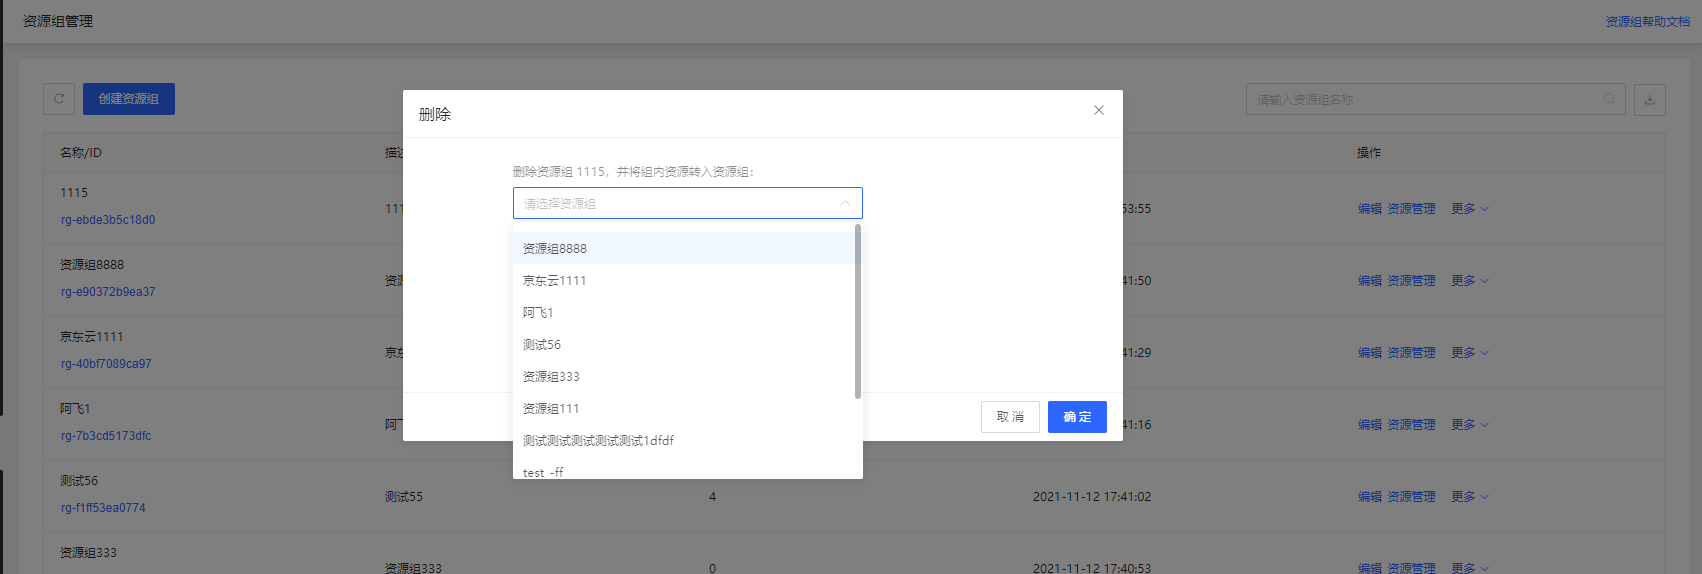 资源组管理
资源组帮助文档
创建资源组
请输入资源组名称
名称/ID
操作
1115
rg-ebde3b5c18d0
111
53:55
编辑 资源管理 更多
资源组8888
rg-e90372b9ea37
资源
41:50
编辑 资源管理 更多
京东云1111
rg-40bf7089ca97
京东
41:29
编辑 资源管理 更多
阿飞1
rg-7b3cd5173dfc
阿
41:16
编辑 资源管理 更多
测试56
rg-f1ff53ea0774
测试55 4 2021-11-12 17:41:02 编辑 资源管理 更多
资源组333
资源组333 0 2021-11-12 17:40:53 编辑 资源管理 更多
删除
删除资源组 1115，并将组内资源转入资源组：
请选择资源组
资源组8888
京东云1111
阿飞1
测试56
资源组333
资源组111
测试测试测试测试测试1dfdf
test -ff
取消 确定